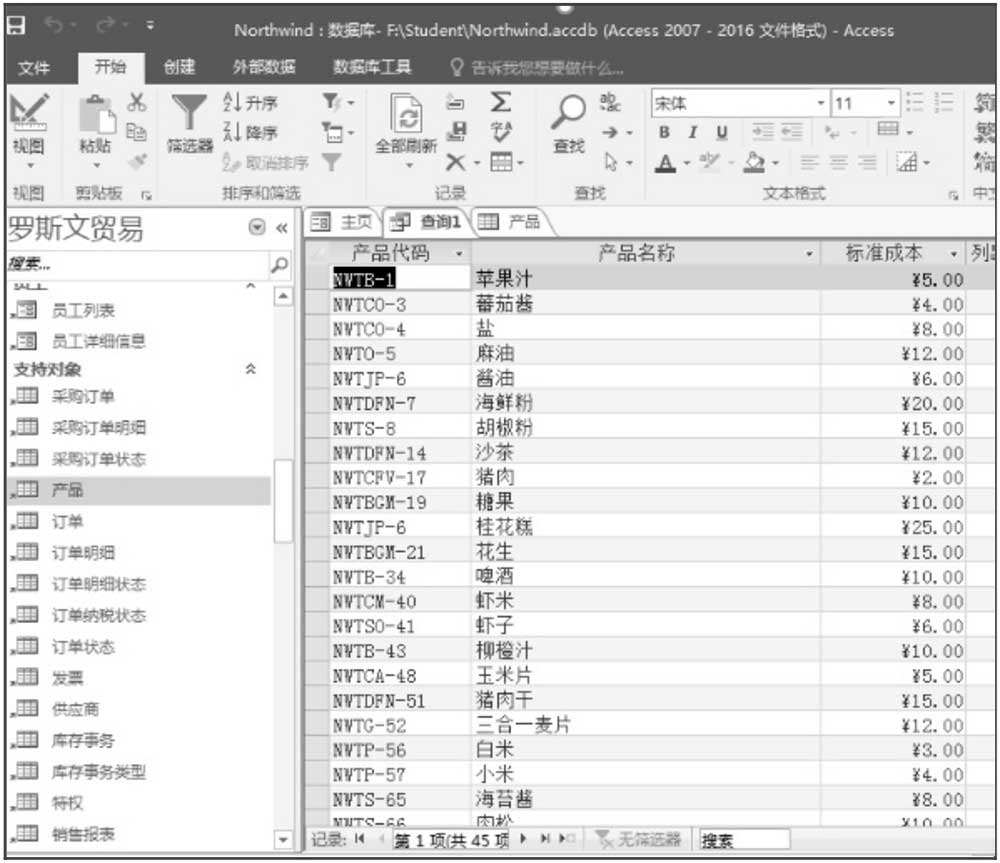 Northwind : 数据库- F:\Student\Northwind.accdb (Access 2007 - 2016 文件格式) - Access
文件 开始 创建 外部数据 数据库工具 告诉我您想要做什么...
视图 粘贴 筛选器 升序 降序 取消排序 全部刷新 查找 宋体 11
B I U
A
视图 剪贴板 排序和筛选 记录 查找 文本格式
罗斯文贸易
搜索...
员工列表
员工详细信息
支持对象
采购订单
采购订单明细
采购订单状态
产品
订单
订单明细
订单明细状态
订单纳税状态
订单状态
发票
供应商
库存事务
库存事务类型
特权
销售报表
主页 查询1 产品
产品代码 产品名称 标准成本
NWTB-1 苹果汁 ¥5.00
NWTCO-3 蕃茄酱 ¥4.00
NWTCO-4 盐 ¥8.00
NWTO-5 麻油 ¥12.00
NWTJP-6 酱油 ¥6.00
NWTDFN-7 海鲜粉 ¥20.00
NWTS-8 胡椒粉 ¥15.00
NWTDFN-14 沙茶 ¥12.00
NWTCFV-17 猪肉 ¥2.00
NWTBGM-19 糖果 ¥10.00
NWTJP-6 桂花糕 ¥25.00
NWTBGM-21 花生 ¥15.00
NWTB-34 啤酒 ¥10.00
NWTCM-40 虾米 ¥8.00
NWTSO-41 虾子 ¥6.00
NWTB-43 柳橙汁 ¥10.00
NWTCA-48 玉米片 ¥5.00
NWTDFN-51 猪肉干 ¥15.00
NWTG-52 三合一麦片 ¥12.00
NWTP-56 白米 ¥3.00
NWTP-57 小米 ¥4.00
NWTS-65 海苔酱 ¥8.00
NWTS-66 肉松 ¥10.00
记录: 第 1 项(共 45 项 无筛选器 搜索